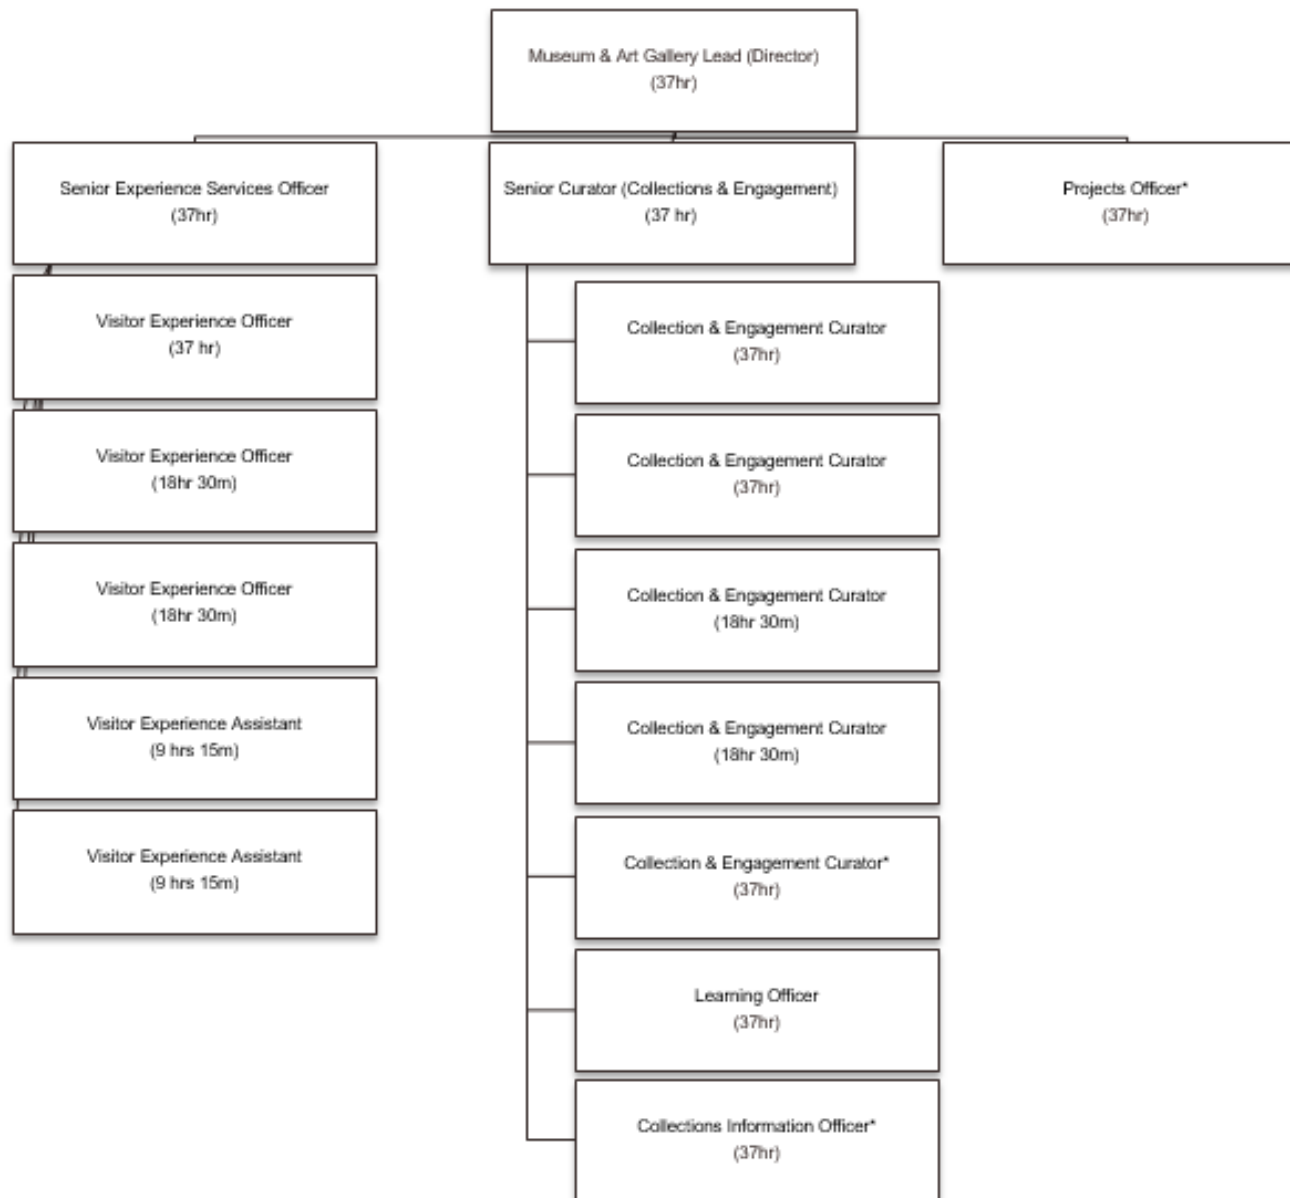 Museum & Art Gallery Lead (Director)
(37hr)
Senior Experience Services Officer
(37hr)
Senior Curator (Collections & Engagement)
(37 hr)
Projects Officer*
(37hr)
Visitor Experience Officer
(37 hr)
Visitor Experience Officer
(18hr 30m)
Visitor Experience Officer
(18hr 30m)
Visitor Experience Assistant
(9 hrs 15m)
Visitor Experience Assistant
(9 hrs 15m)
Collection & Engagement Curator
(37hr)
Collection & Engagement Curator
(37hr)
Collection & Engagement Curator
(18hr 30m)
Collection & Engagement Curator
(18hr 30m)
Collection & Engagement Curator*
(37hr)
Learning Officer
(37hr)
Collections Information Officer*
(37hr)